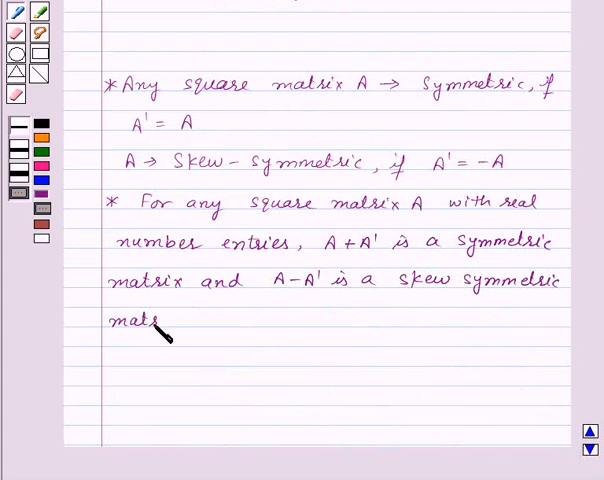 * Any square matrix A → Symmetric, if
A' = A
A → Skew-symmetric, if A' = -A
* For any square matrix A with real
number entries, A + A' is a symmetric
matrix and A - A' is a skew symmetric
mats